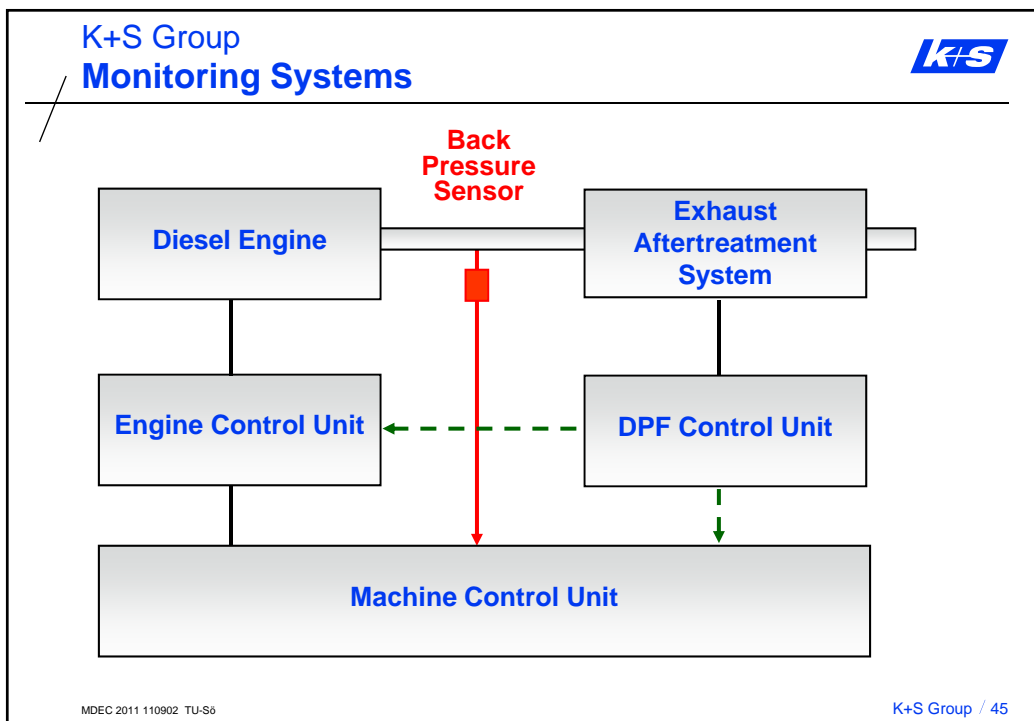 K+S Group
Monitoring Systems
K+S
Back
Pressure
Sensor
Diesel Engine
Exhaust
Aftertreatment
System
Engine Control Unit
DPF Control Unit
Machine Control Unit
MDEC 2011 110902 TU-Sö
K+S Group / 45